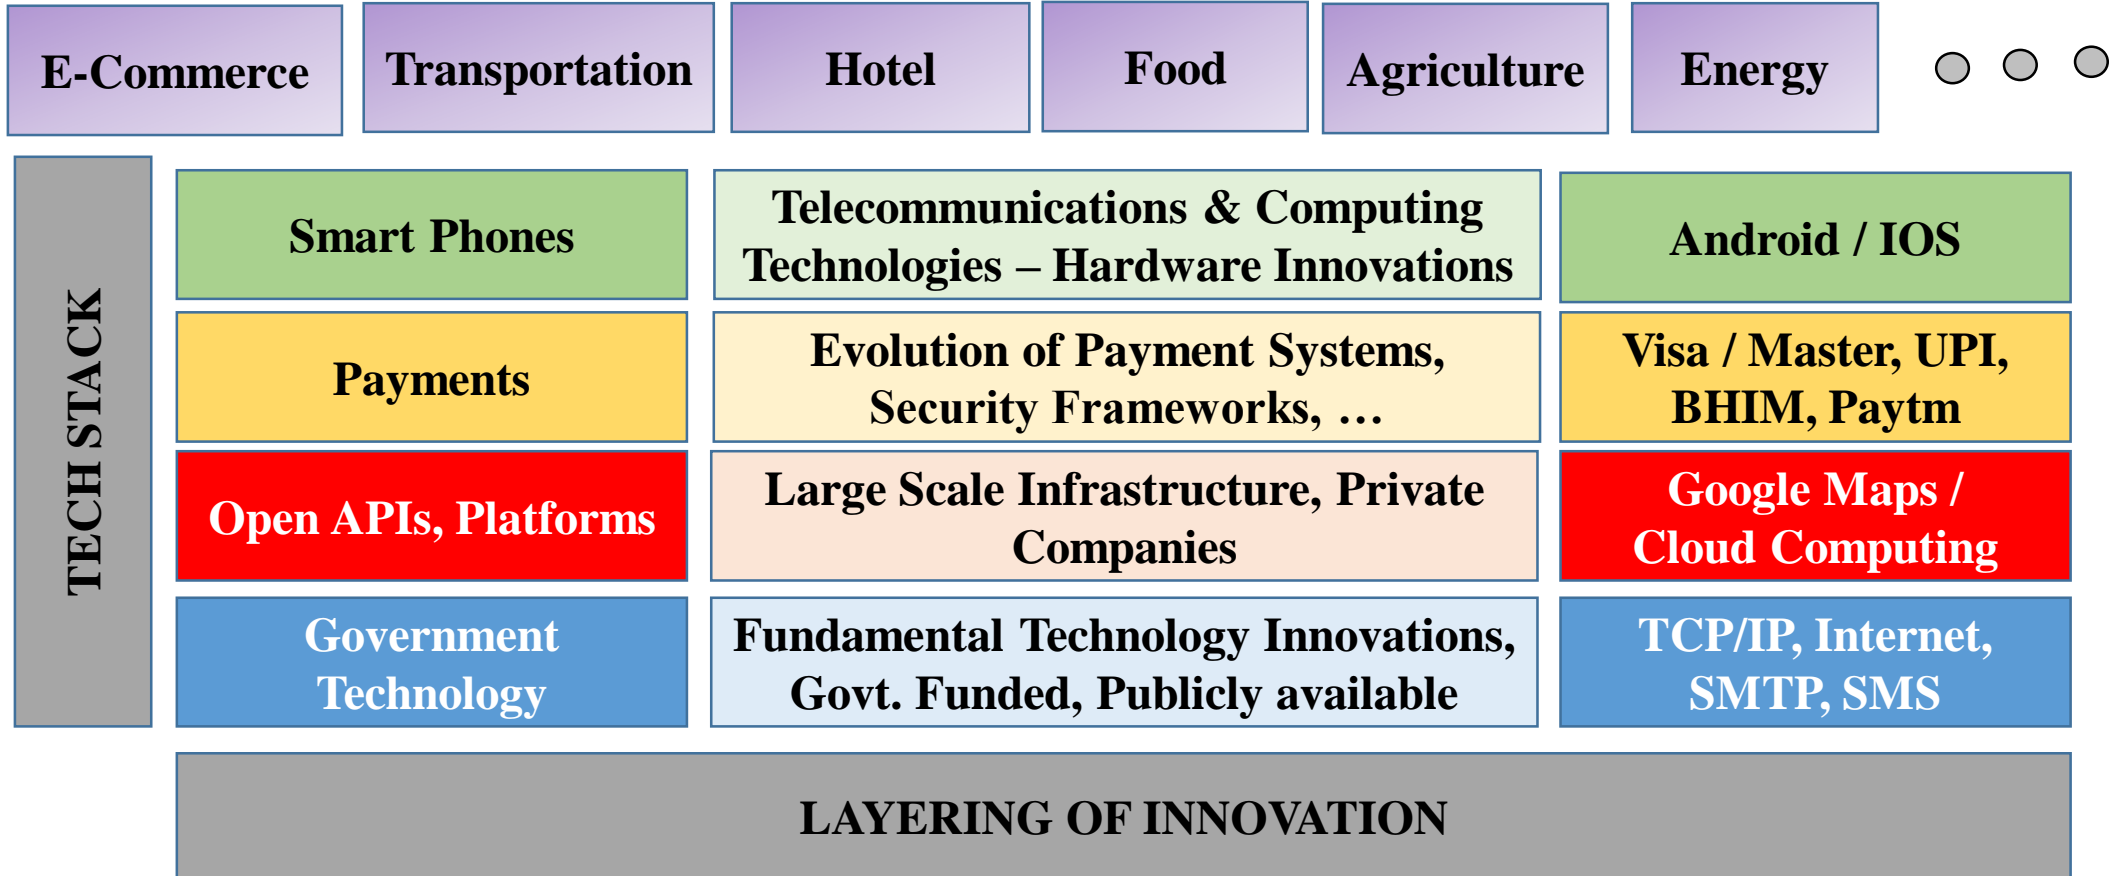 E-Commerce
Transportation
Hotel
Food
Agriculture
Energy
TECH STACK
Smart Phones
Telecommunications & Computing
Technologies – Hardware Innovations
Android / IOS
Payments
Evolution of Payment Systems,
Security Frameworks, …
Visa / Master, UPI,
BHIM, Paytm
Open APIs, Platforms
Large Scale Infrastructure, Private
Companies
Google Maps /
Cloud Computing
Government
Technology
Fundamental Technology Innovations,
Govt. Funded, Publicly available
TCP/IP, Internet,
SMTP, SMS
LAYERING OF INNOVATION